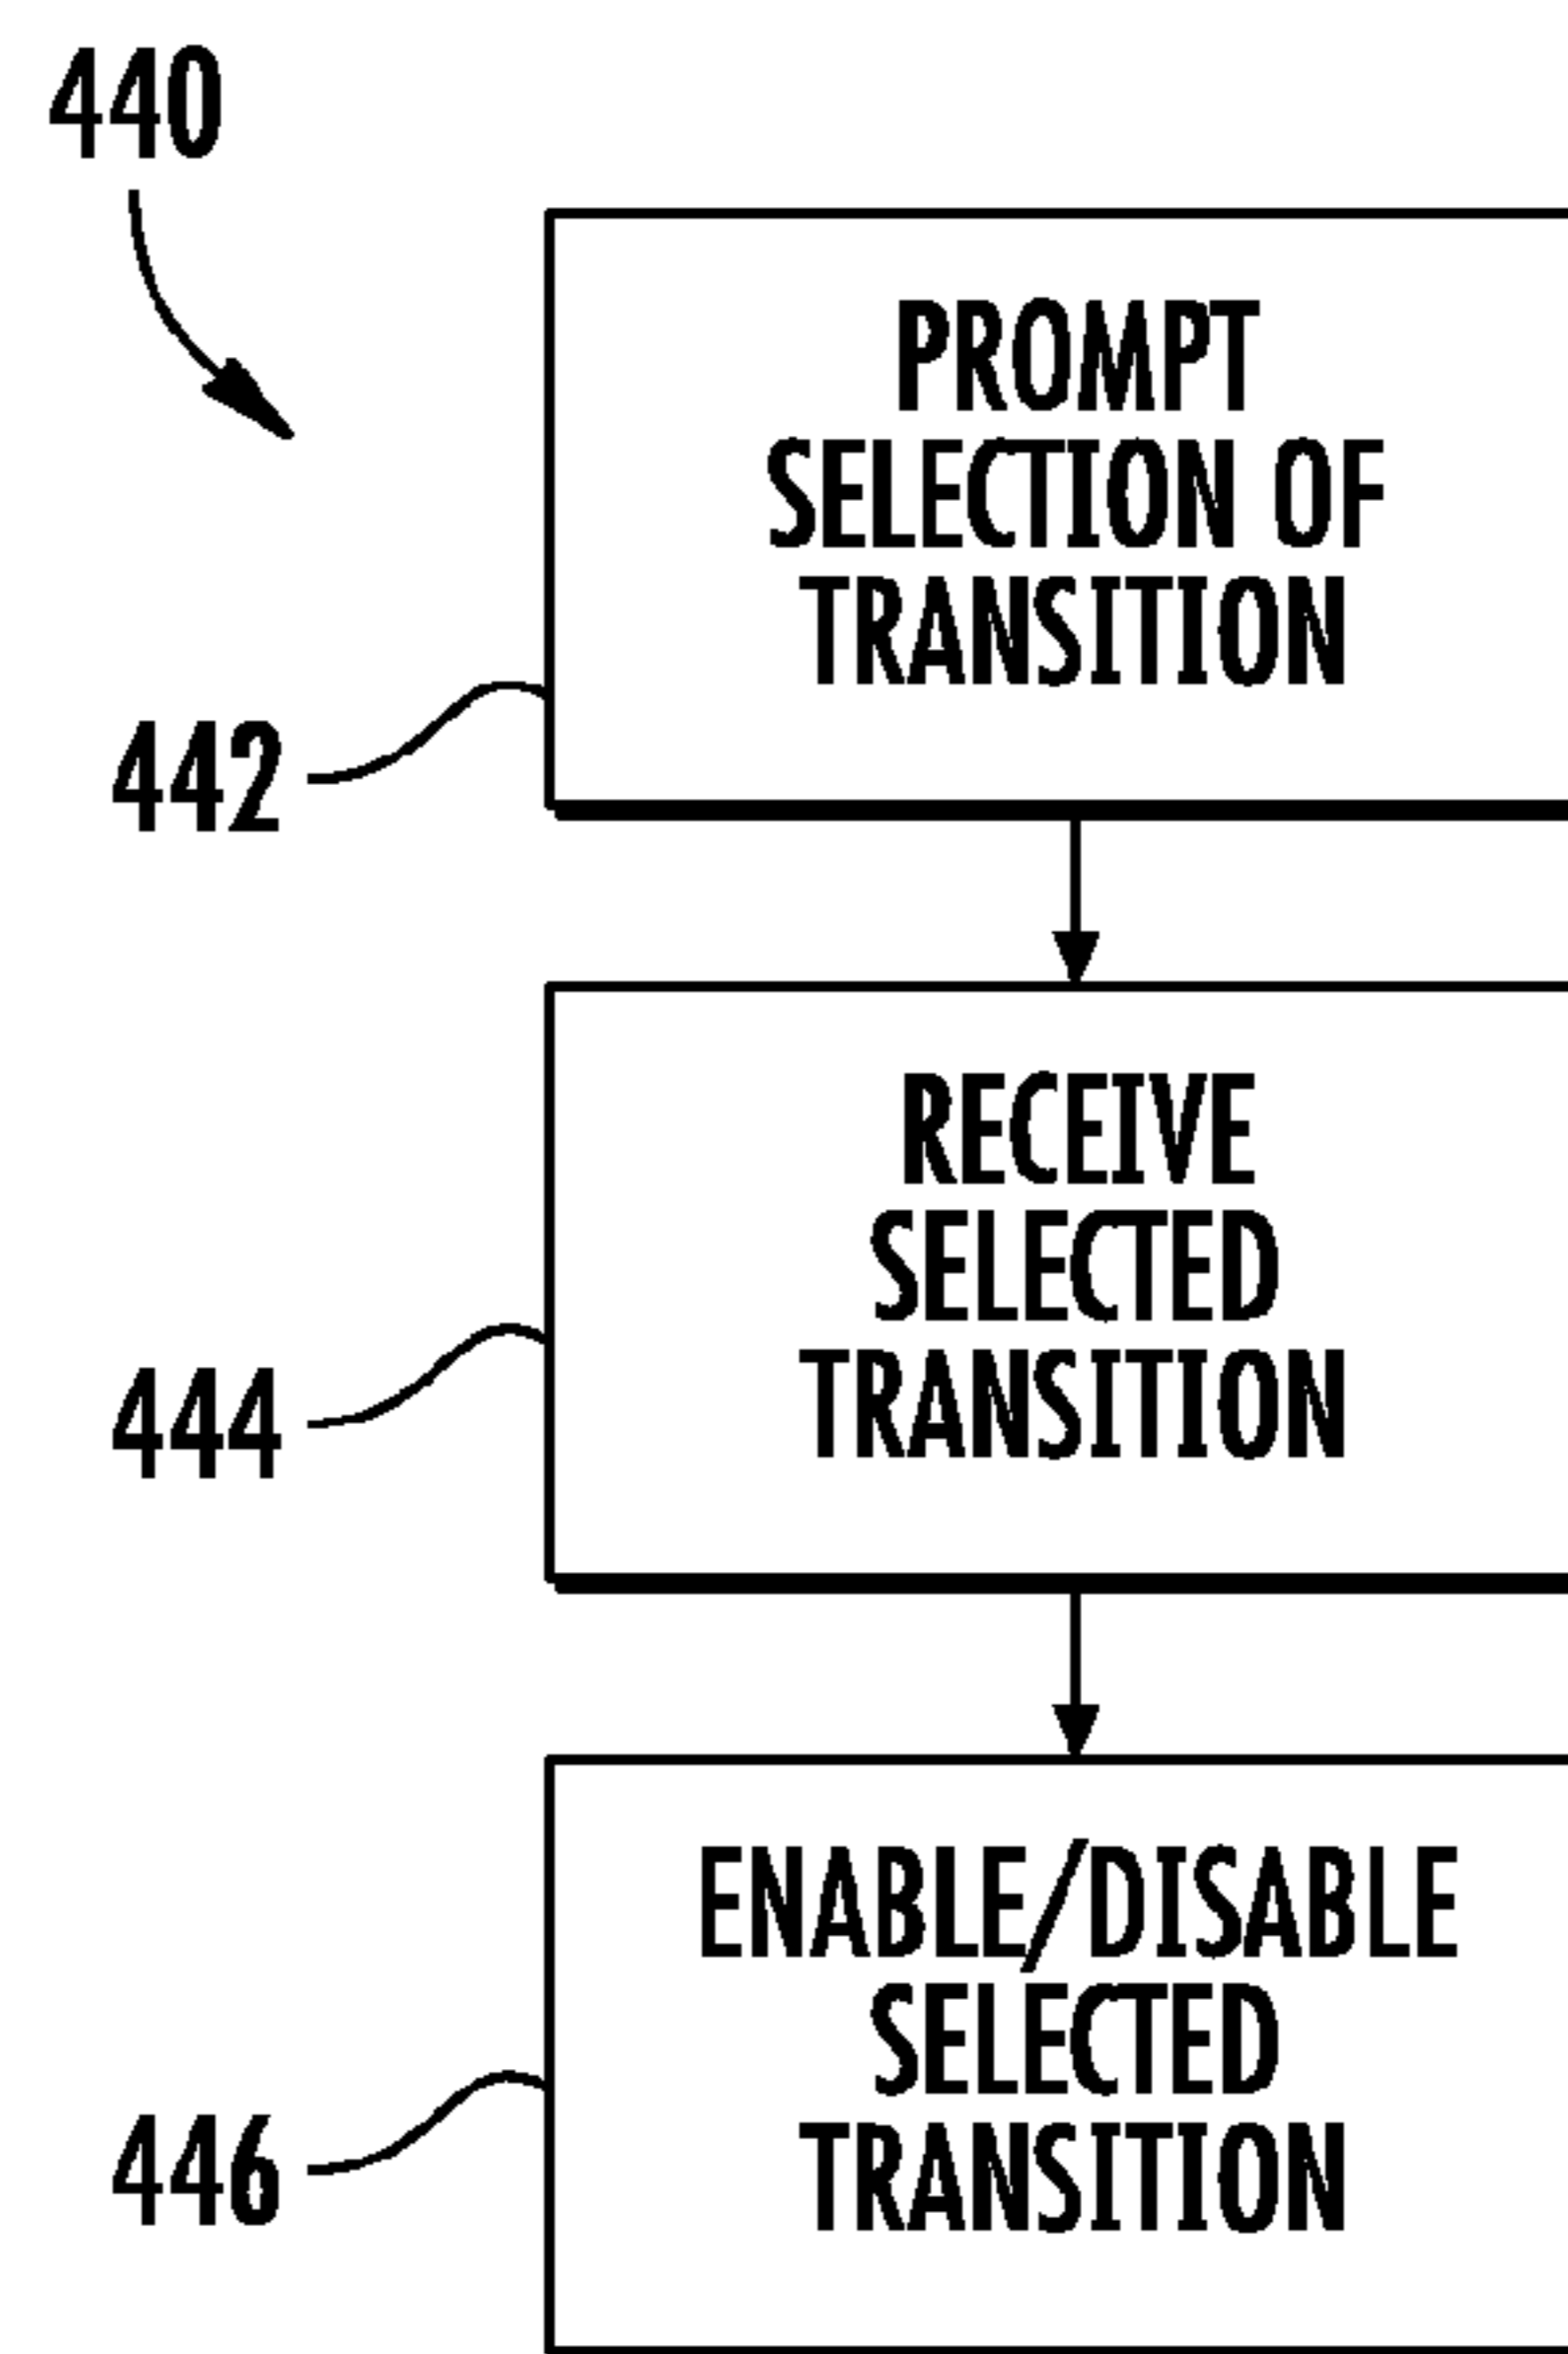 440
PROMPT
SELECTION OF
TRANSITION
442
RECEIVE
SELECTED
TRANSITION
444
ENABLE/DISABLE
SELECTED
TRANSITION
446